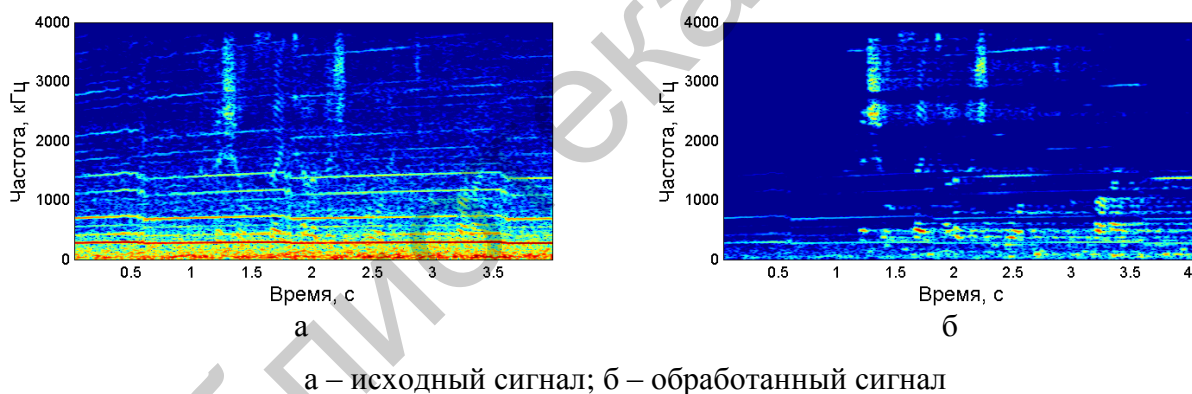 4000
3000
2000
1000
0
Частота, кГц
0.5 1 1.5 2 2.5 3 3.5
Время, с
а
4000
3000
2000
1000
0
Частота, кГц
0.5 1 1.5 2 2.5 3 3.5 4
Время, с
б
а – исходный сигнал; б – обработанный сигнал